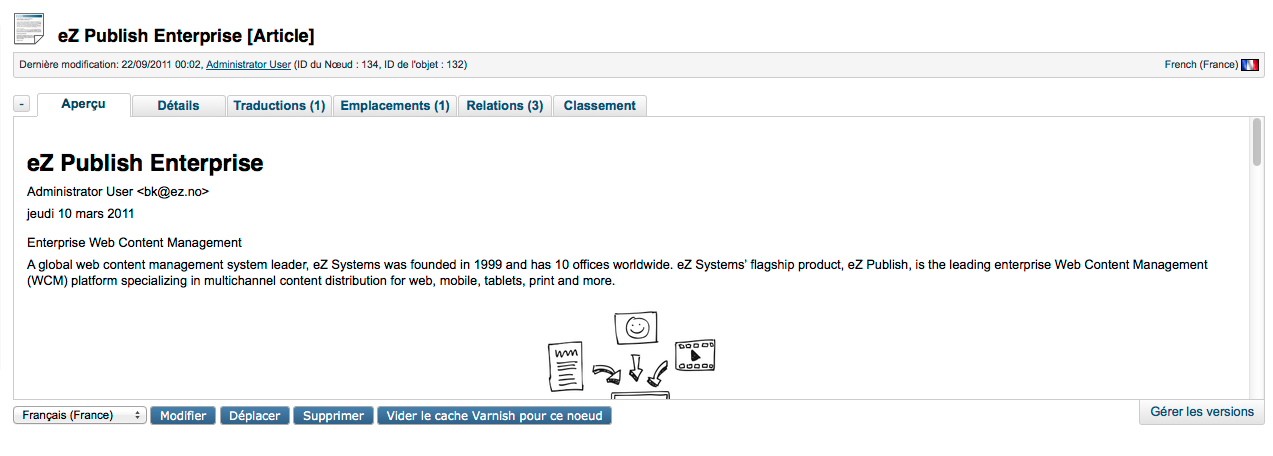 eZ Publish Enterprise [Article]
Dernière modification: 22/09/2011 00:02, Administrator User (ID du Nœud : 134, ID de l'objet : 132)
French (France)
- Aperçu Détails Traductions (1) Emplacements (1) Relations (3) Classement
eZ Publish Enterprise
Administrator User <bk@ez.no>
jeudi 10 mars 2011
Enterprise Web Content Management
A global web content management system leader, eZ Systems was founded in 1999 and has 10 offices worldwide. eZ Systems' flagship product, eZ Publish, is the leading enterprise Web Content Management
(WCM) platform specializing in multichannel content distribution for web, mobile, tablets, print and more.
Français (France) Modifier Déplacer Supprimer Vider le cache Varnish pour ce noeud
Gérer les versions